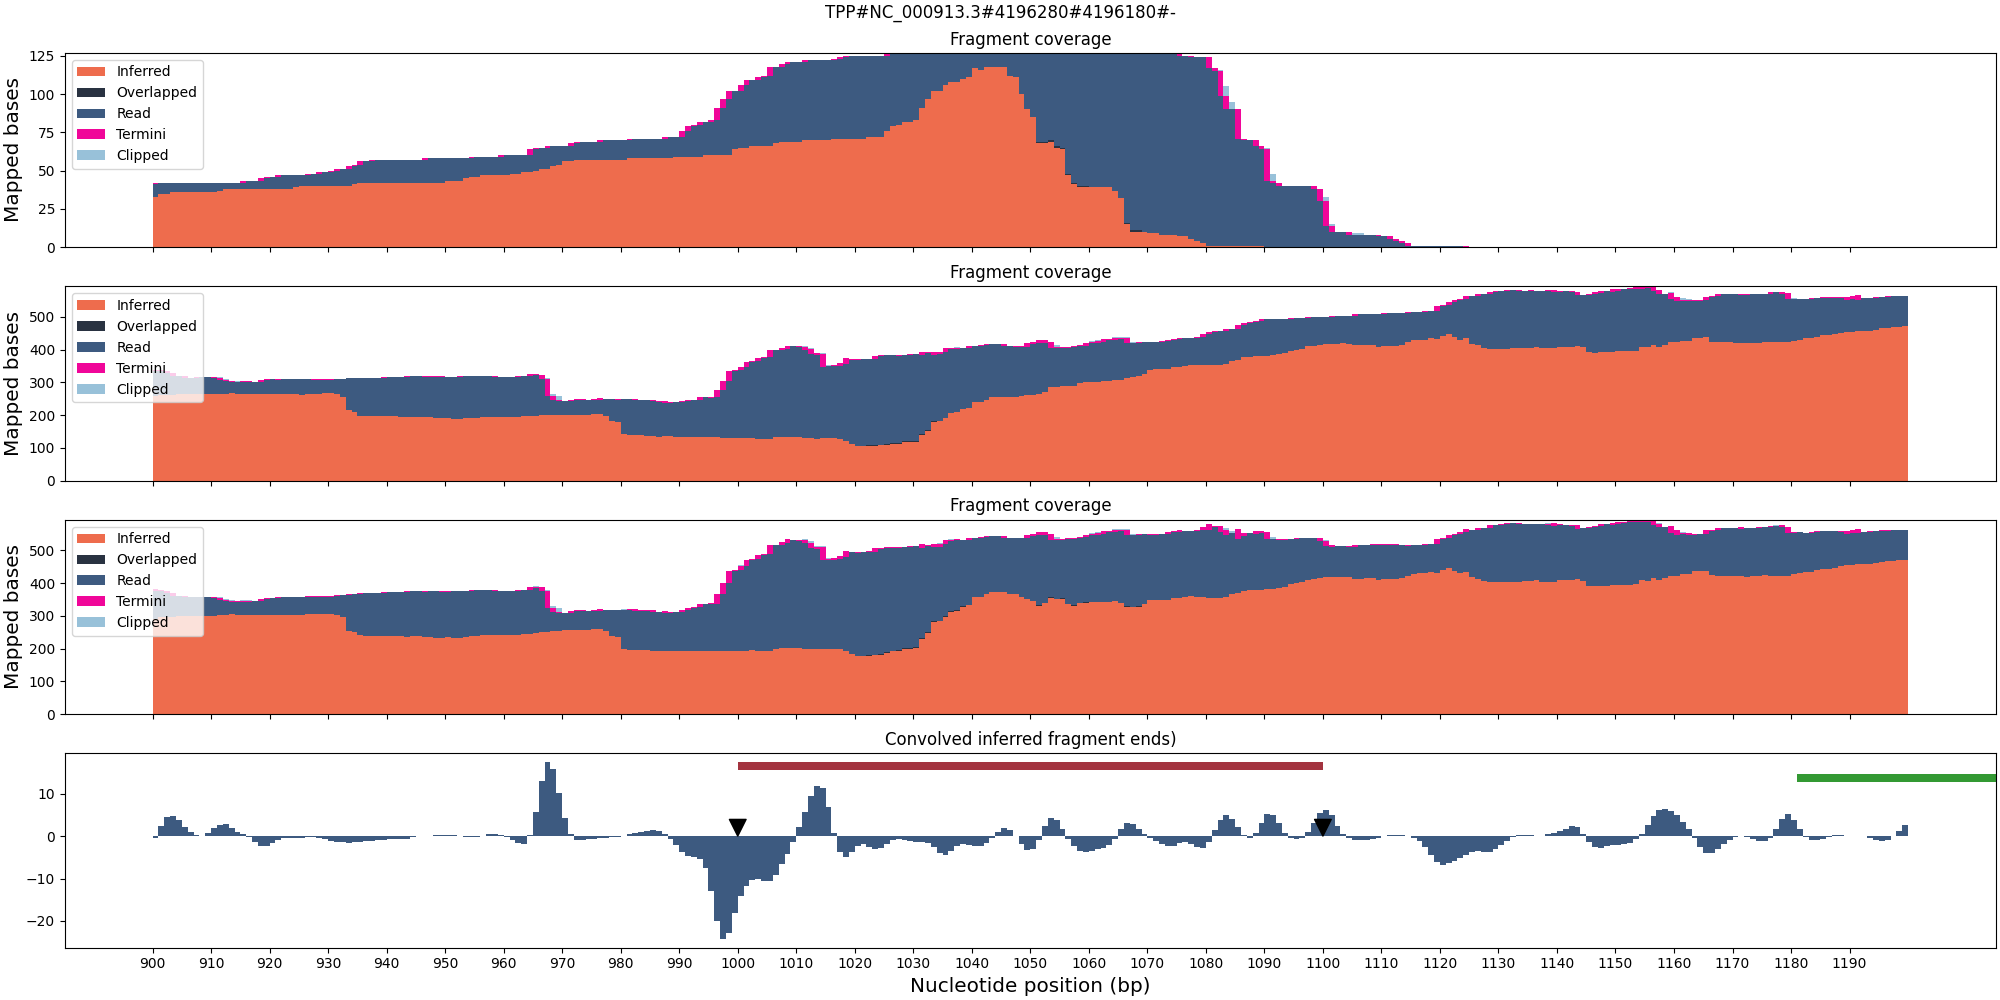 TPP#NC_000913.3#4196280#4196180#-
Fragment coverage
125
100
75
50
25
0
Mapped bases
Inferred
Overlapped
Read
Termini
Clipped
Fragment coverage
500
400
300
200
100
0
Mapped bases
Inferred
Overlapped
Read
Termini
Clipped
Fragment coverage
500
400
300
200
100
0
Mapped bases
Inferred
Overlapped
Read
Termini
Clipped
Convolved inferred fragment ends)
10
0
−10
−20
900 910 920 930 940 950 960 970 980 990 1000 1010 1020 1030 1040 1050 1060 1070 1080 1090 1100 1110 1120 1130 1140 1150 1160 1170 1180 1190
Nucleotide position (bp)